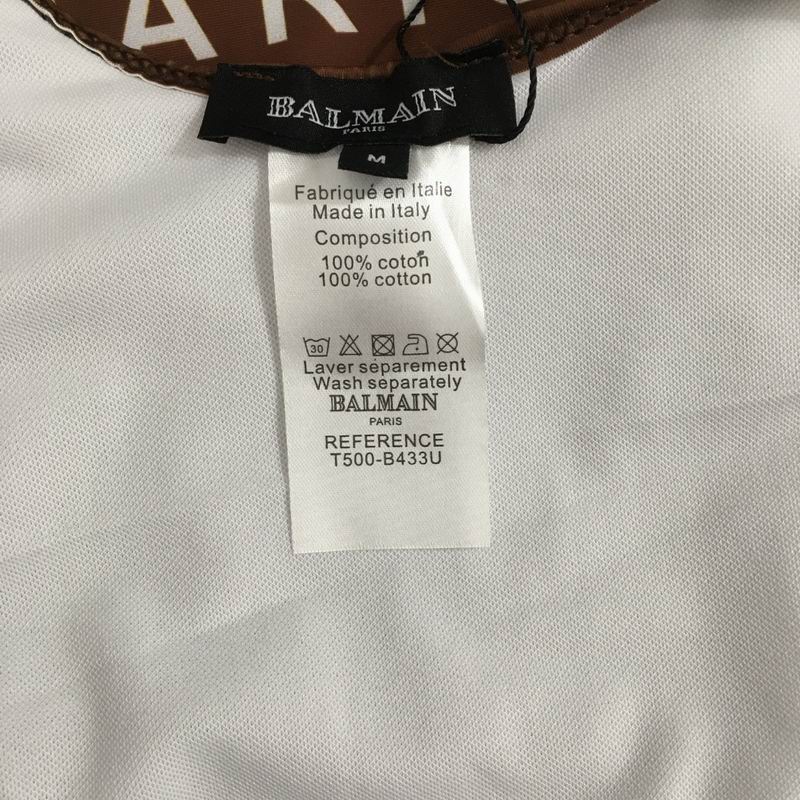 ARI
BALMAIN
PARIS
M
Fabriqué en Italie
Made in Italy
Composition
100% coton
100% cotton
30
Laver séparement
Wash separately
BALMAIN
PARIS
REFERENCE
T500-B433U